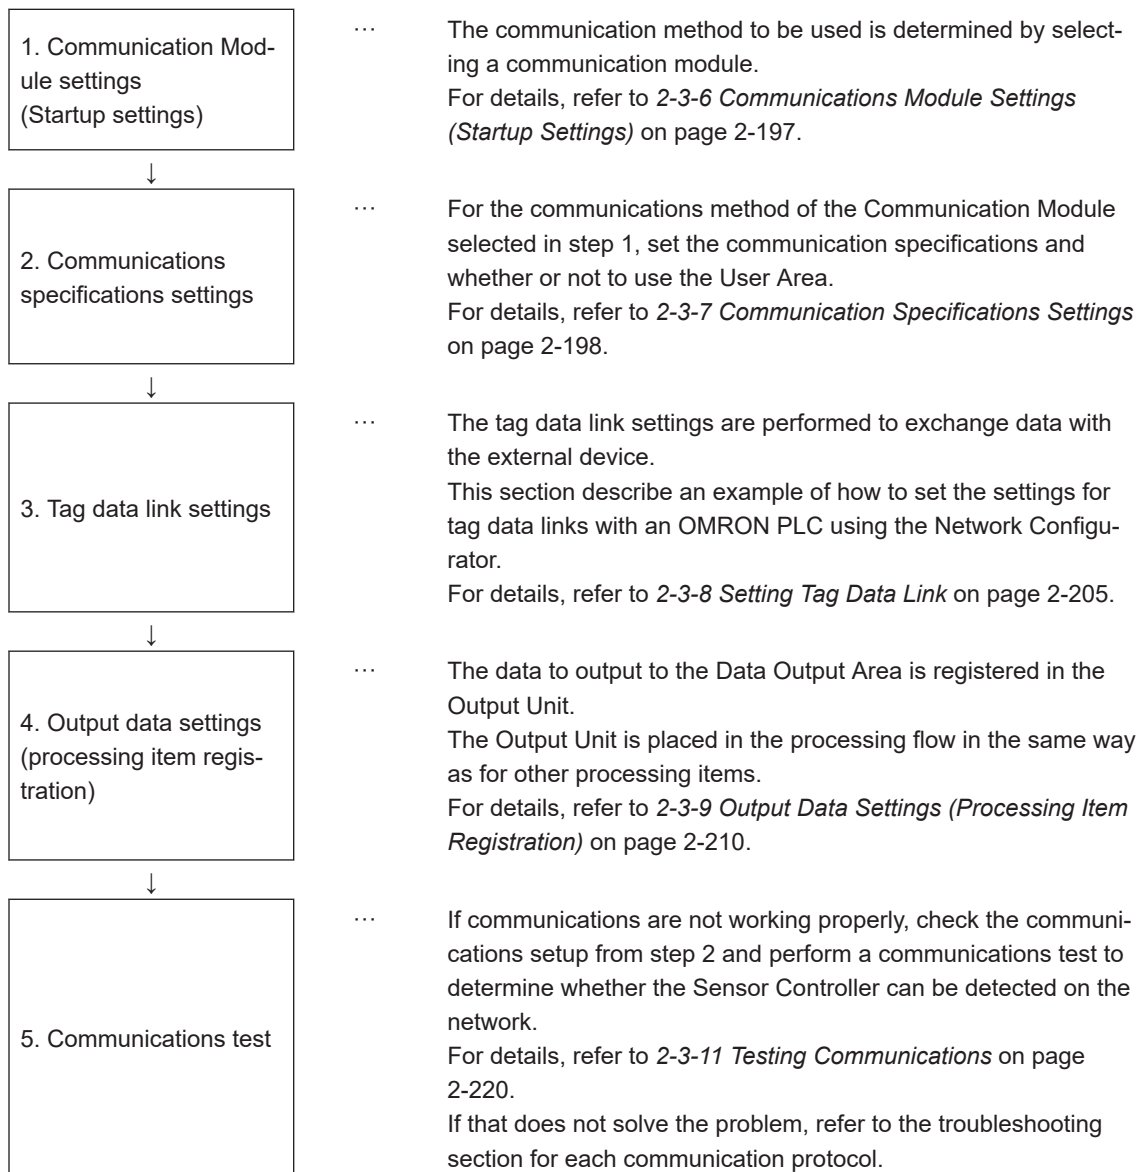 1. Communication Mod-
ule settings
(Startup settings)
…
The communication method to be used is determined by select-
ing a communication module.
For details, refer to 2-3-6 Communications Module Settings
(Startup Settings) on page 2-197.
↓
2. Communications
specifications settings
…
For the communications method of the Communication Module
selected in step 1, set the communication specifications and
whether or not to use the User Area.
For details, refer to 2-3-7 Communication Specifications Settings
on page 2-198.
↓
3. Tag data link settings
…
The tag data link settings are performed to exchange data with
the external device.
This section describe an example of how to set the settings for
tag data links with an OMRON PLC using the Network Configu-
rator.
For details, refer to 2-3-8 Setting Tag Data Link on page 2-205.
↓
4. Output data settings
(processing item regis-
tration)
…
The data to output to the Data Output Area is registered in the
Output Unit.
The Output Unit is placed in the processing flow in the same way
as for other processing items.
For details, refer to 2-3-9 Output Data Settings (Processing Item
Registration) on page 2-210.
↓
5. Communications test
…
If communications are not working properly, check the communi-
cations setup from step 2 and perform a communications test to
determine whether the Sensor Controller can be detected on the
network.
For details, refer to 2-3-11 Testing Communications on page
2-220.
If that does not solve the problem, refer to the troubleshooting
section for each communication protocol.